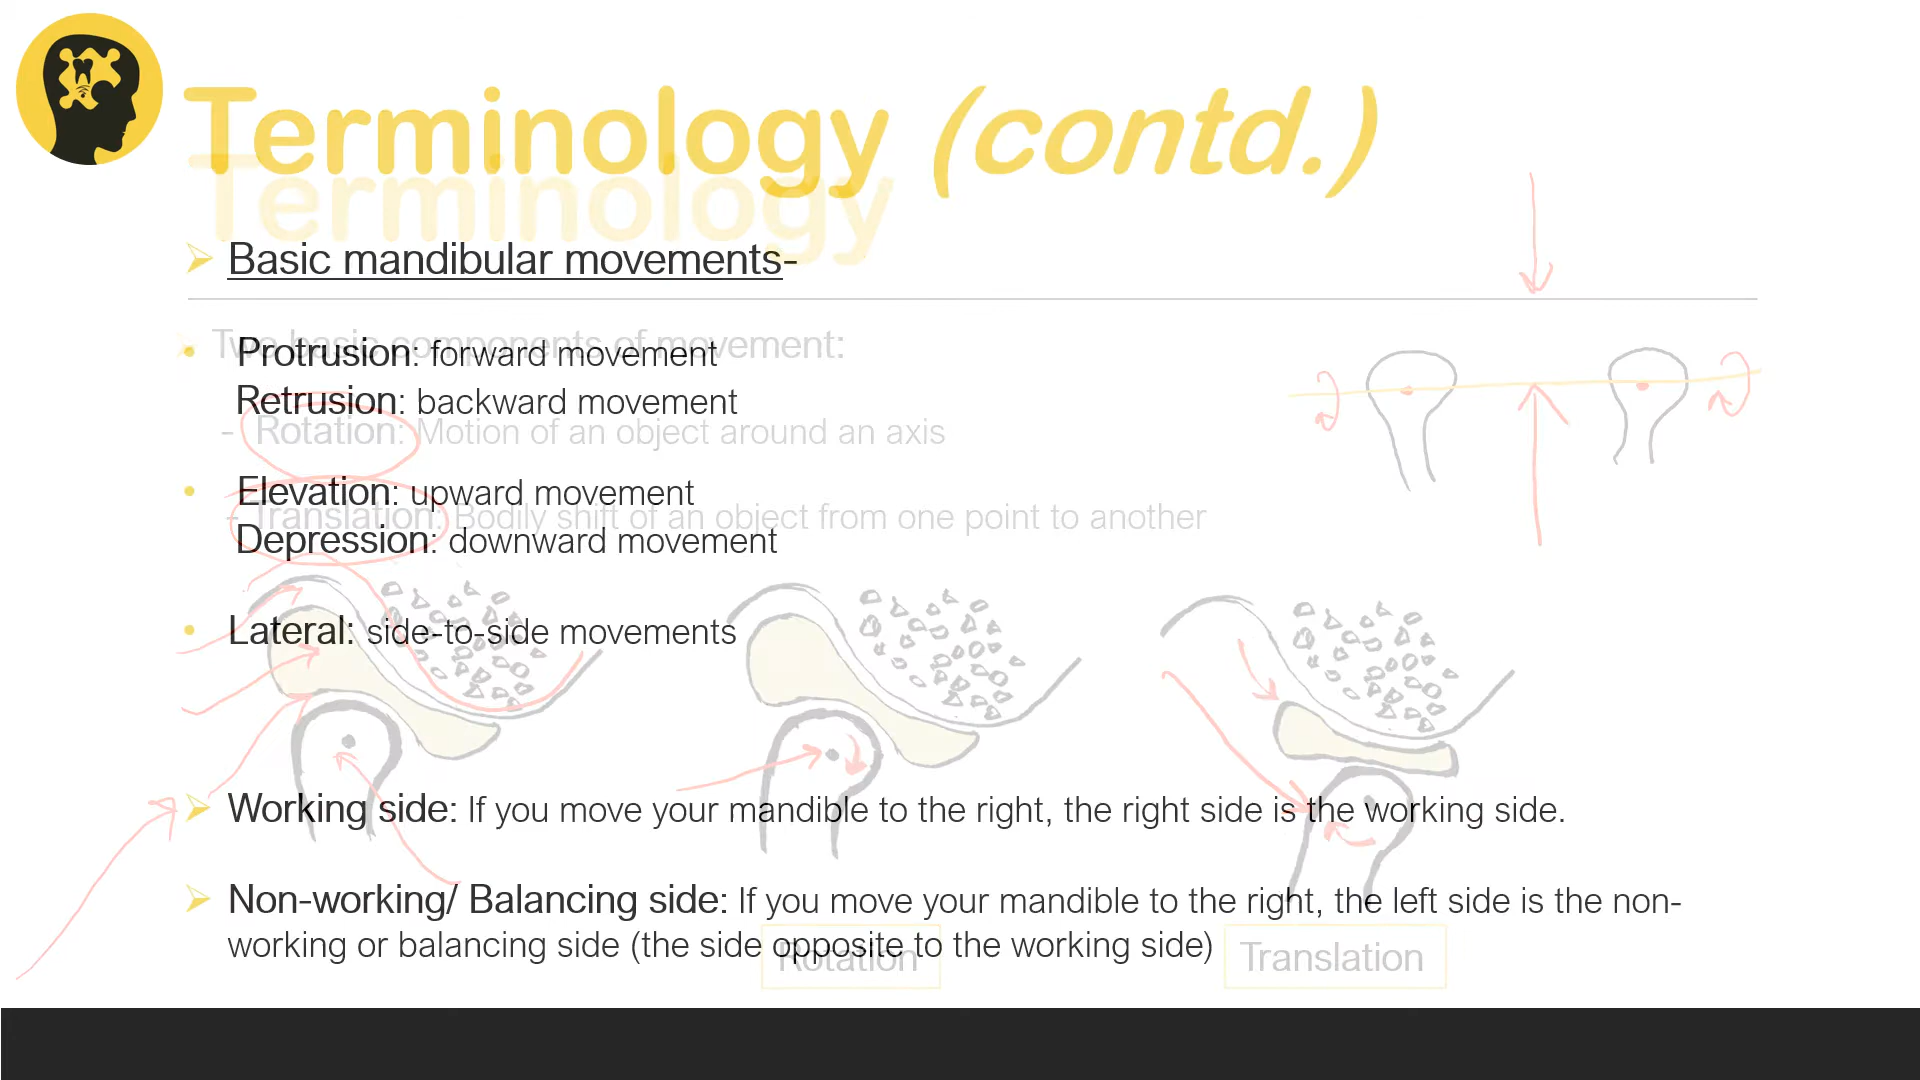 Terminology (contd.)
Terminology
Basic mandibular movements-
Two basic components of movement:
Protrusion: forward movement
Retrusion: backward movement
- Rotation: Motion of an object around an axis
Elevation: upward movement
- Translation: Bodily shift of an object from one point to another
Depression: downward movement
Lateral: side-to-side movements
Working side: If you move your mandible to the right, the right side is the working side.
Non-working/ Balancing side: If you move your mandible to the right, the left side is the non-
working or balancing side (the side opposite to the working side)
Rotation
Translation